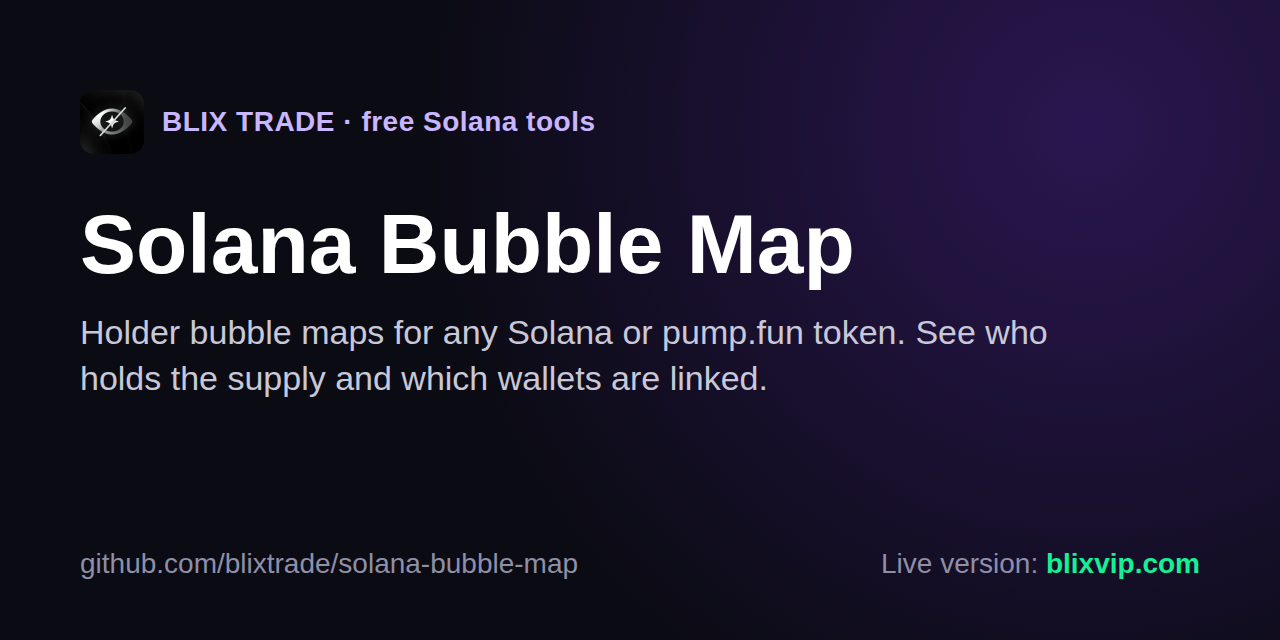 BLIX TRADE · free Solana tools
Solana Bubble Map
Holder bubble maps for any Solana or pump.fun token. See who
holds the supply and which wallets are linked.
github.com/blixtrade/solana-bubble-map
Live version: blixvip.com